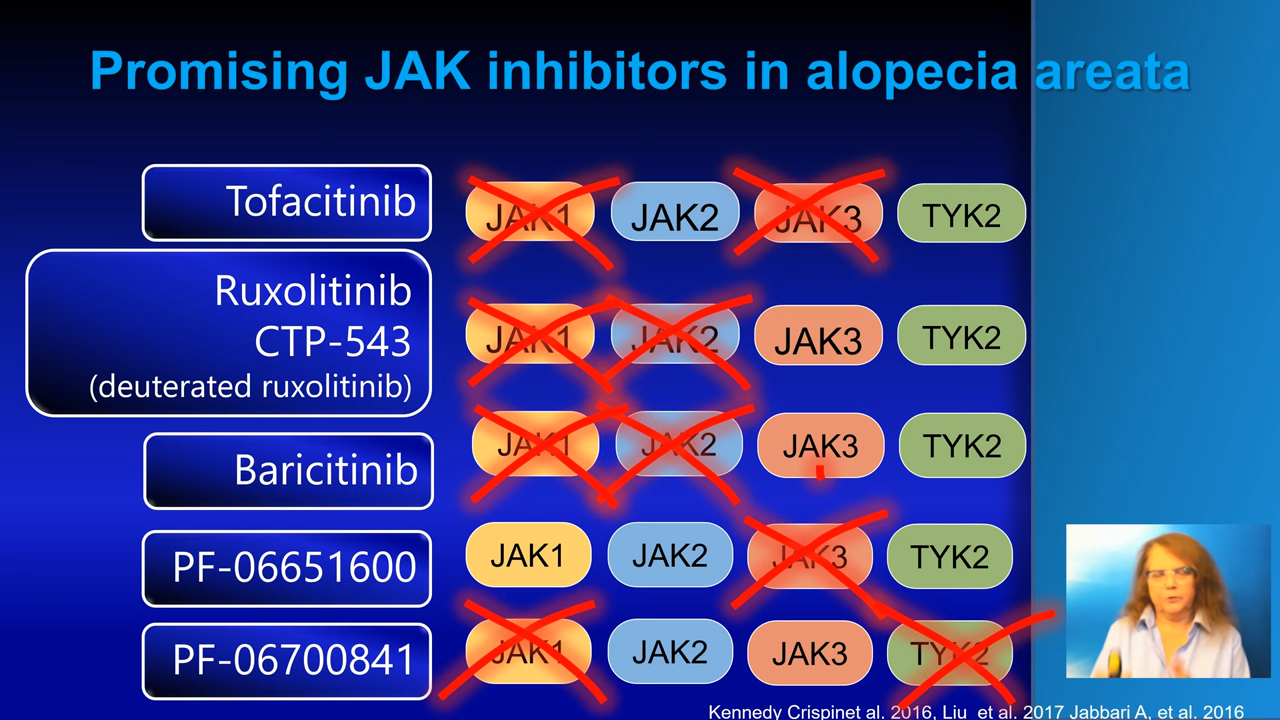 Promising JAK inhibitors in alopecia areata
Tofacitinib
JAK1 JAK2 JAK3 TYK2
Ruxolitinib
CTP-543
(deuterated ruxolitinib)
JAK1 JAK2 JAK3 TYK2
Baricitinib
JAK1 JAK2 JAK3 TYK2
PF-06651600
JAK1 JAK2 JAK3 TYK2
PF-06700841
JAK1 JAK2 JAK3 TYK2
Kennedy Crispinet al. 2016, Liu et al. 2017 Jabbari A, et al. 2016